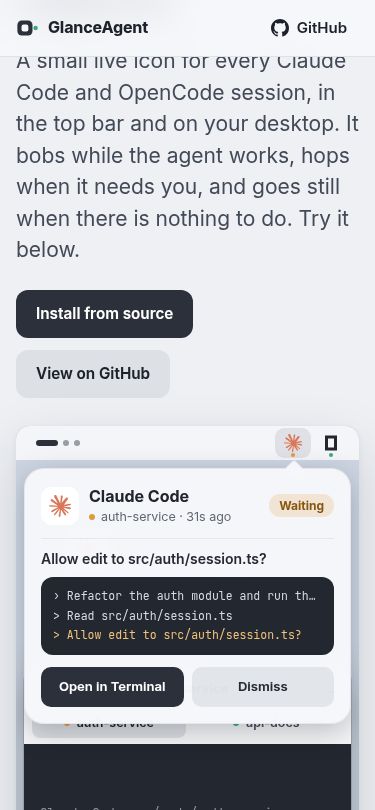 GlanceAgent
GitHub
A small live icon for every Claude
Code and OpenCode session, in
the top bar and on your desktop. It
bobs while the agent works, hops
when it needs you, and goes still
when there is nothing to do. Try it
below.
Install from source
View on GitHub
Claude Code
auth-service · 31s ago
Waiting
Allow edit to src/auth/session.ts?
› Refactor the auth module and run th…
> Read src/auth/session.ts
> Allow edit to src/auth/session.ts?
Open in Terminal
Dismiss
auth-service
api-docs